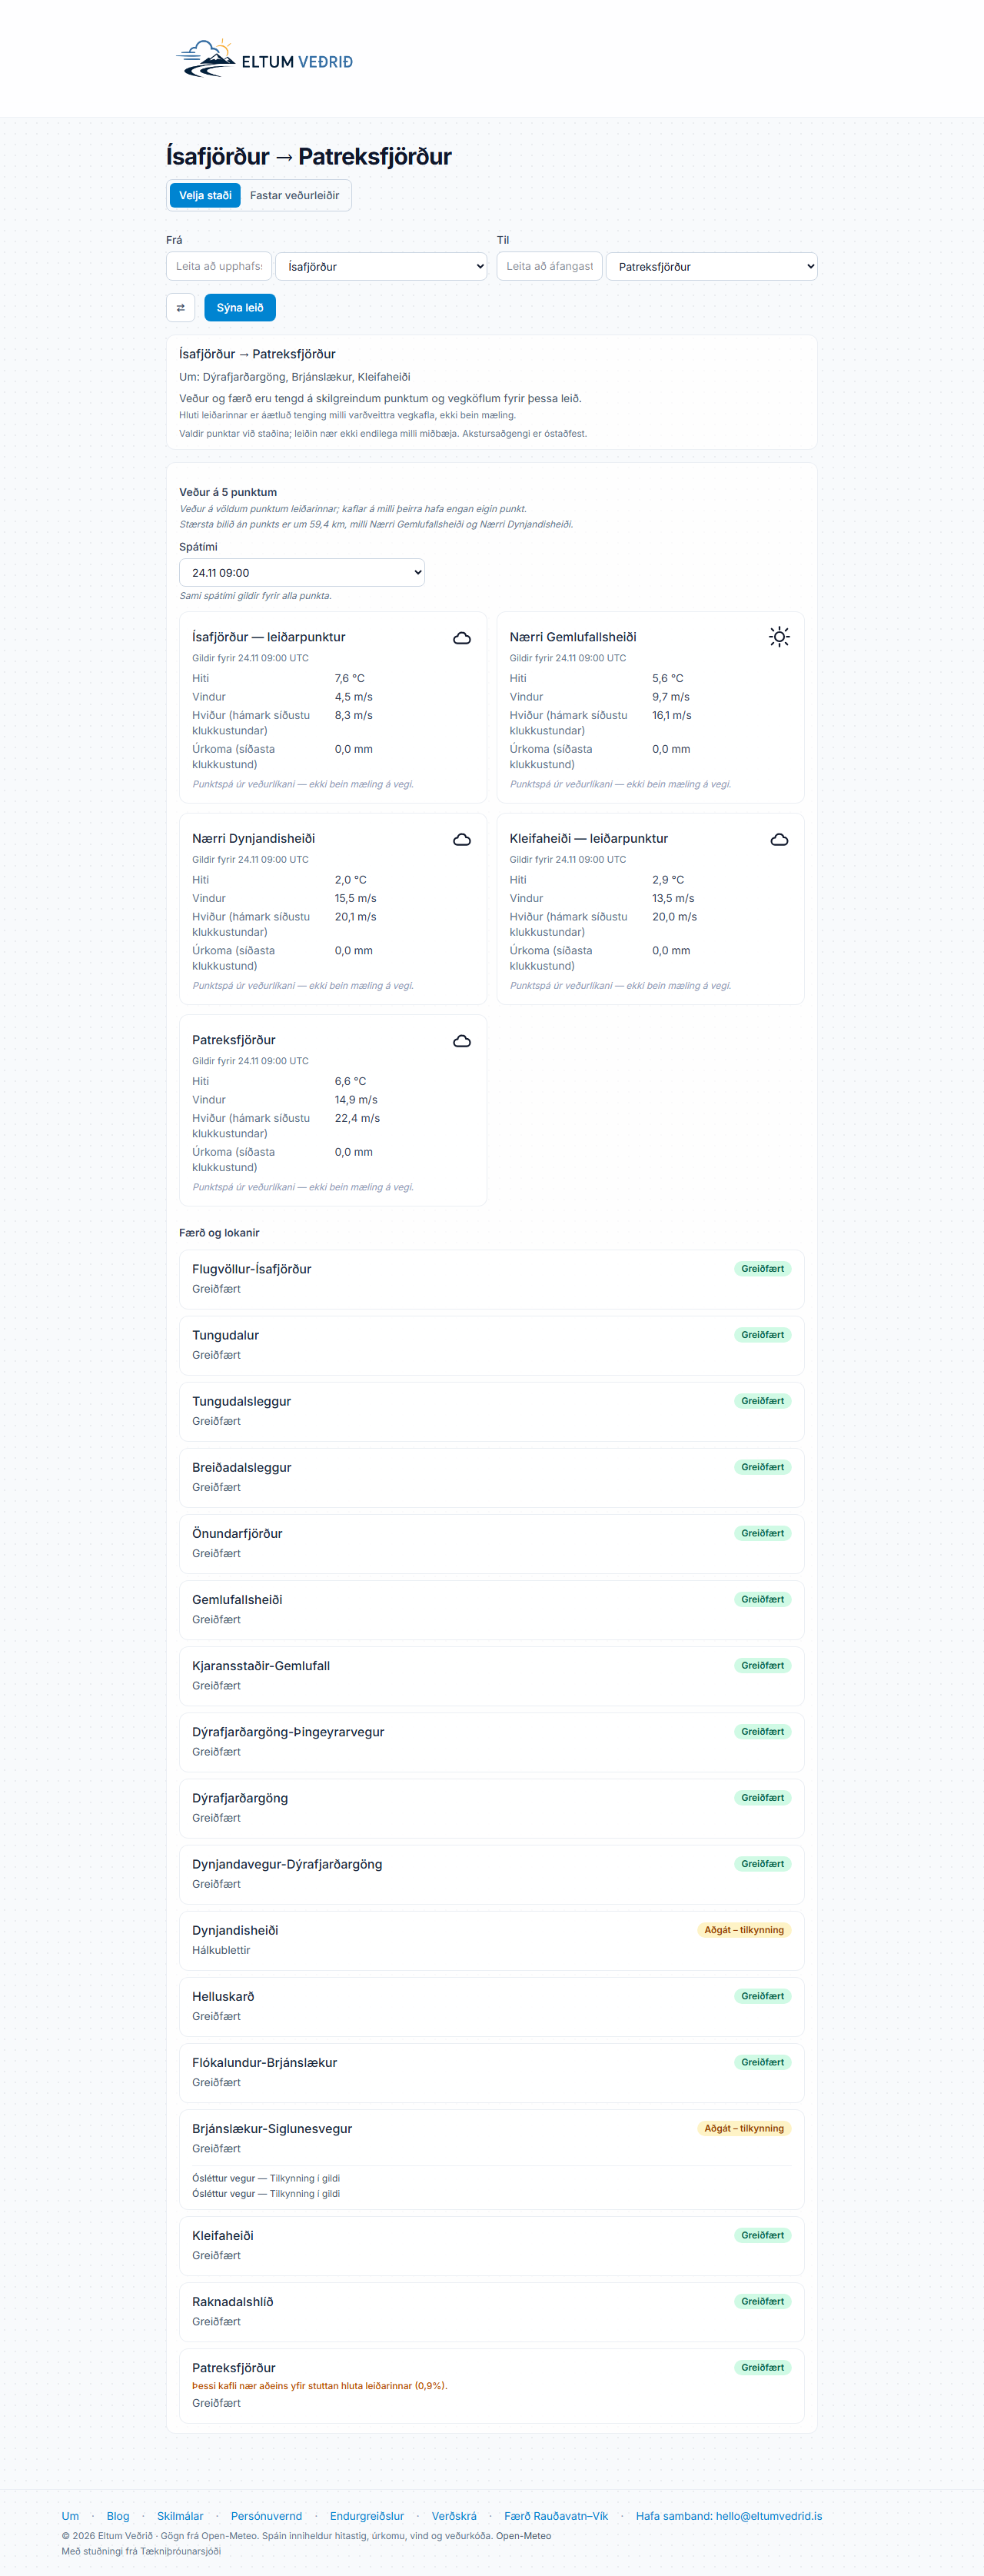 ELTUM VEÐRIÐ
Ísafjörður → Patreksfjörður
Velja staði Fastar veðurleiðir
Frá Til
Leita að upphafs: Ísafjörður Leita að áfangast Patreksfjörður
⇄ Sýna leið
Ísafjörður → Patreksfjörður
Um: Dýrafjarðargöng, Brjánslækur, Kleifaheiði
Veður og færð eru tengd á skilgreindum punktum og vegköflum fyrir þessa leið.
Hluti leiðarinnar er áætluð tenging milli varðveittra vegkafla, ekki bein mæling.
Valdir punktar við staðina; leiðin nær ekki endilega milli miðbæja. Akstursaðgengi er óstaðfest.
Veður á 5 punktum
Veður á völdum punktum leiðarinnar; kaflar á milli þeirra hafa engan eigin punkt.
Stærsta bilið án punkts er um 59,4 km, milli Nærri Gemlufallsheiði og Nærri Dynjandisheiði.
Spátími
24.11 09:00
Sami spátími gildir fyrir alla punkta.
Ísafjörður — leiðarpunktur
Gildir fyrir 24.11 09:00 UTC
Hiti 7,6 °C
Vindur 4,5 m/s
Hviður (hámark síðustu 8,3 m/s
klukkustundar)
Úrkoma (síðasta 0,0 mm
klukkustund)
Punktspá úr veðurlíkani — ekki bein mæling á vegi.
Nærri Gemlufallsheiði
Gildir fyrir 24.11 09:00 UTC
Hiti 5,6 °C
Vindur 9,7 m/s
Hviður (hámark síðustu 16,1 m/s
klukkustundar)
Úrkoma (síðasta 0,0 mm
klukkustund)
Punktspá úr veðurlíkani — ekki bein mæling á vegi.
Nærri Dynjandisheiði
Gildir fyrir 24.11 09:00 UTC
Hiti 2,0 °C
Vindur 15,5 m/s
Hviður (hámark síðustu 20,1 m/s
klukkustundar)
Úrkoma (síðasta 0,0 mm
klukkustund)
Punktspá úr veðurlíkani — ekki bein mæling á vegi.
Kleifaheiði — leiðarpunktur
Gildir fyrir 24.11 09:00 UTC
Hiti 2,9 °C
Vindur 13,5 m/s
Hviður (hámark síðustu 20,0 m/s
klukkustundar)
Úrkoma (síðasta 0,0 mm
klukkustund)
Punktspá úr veðurlíkani — ekki bein mæling á vegi.
Patreksfjörður
Gildir fyrir 24.11 09:00 UTC
Hiti 6,6 °C
Vindur 14,9 m/s
Hviður (hámark síðustu 22,4 m/s
klukkustundar)
Úrkoma (síðasta 0,0 mm
klukkustund)
Punktspá úr veðurlíkani — ekki bein mæling á vegi.
Færð og lokanir
Flugvöllur-Ísafjörður Greiðfært
Greiðfært
Tungudalur Greiðfært
Greiðfært
Tungudalsleggur Greiðfært
Greiðfært
Breiðadalsleggur Greiðfært
Greiðfært
Önundarfjörður Greiðfært
Greiðfært
Gemlufallsheiði Greiðfært
Greiðfært
Kjaransstaðir-Gemlufall Greiðfært
Greiðfært
Dýrafjarðargöng-Þingeyrarvegur Greiðfært
Greiðfært
Dýrafjarðargöng Greiðfært
Greiðfært
Dynjandavegur-Dýrafjarðargöng Greiðfært
Greiðfært
Dynjandisheiði Aðgát – tilkynning
Hálkublettir
Helluskarð Greiðfært
Greiðfært
Flókalundur-Brjánslækur Greiðfært
Greiðfært
Brjánslækur-Siglunesvegur Aðgát – tilkynning
Greiðfært
Ósléttur vegur — Tilkynning í gildi
Ósléttur vegur — Tilkynning í gildi
Kleifaheiði Greiðfært
Greiðfært
Raknadalshlíð Greiðfært
Greiðfært
Patreksfjörður Greiðfært
Þessi kafli nær aðeins yfir stuttan hluta leiðarinnar (0,9%).
Greiðfært
Um · Blog · Skilmálar · Persónuvernd · Endurgreiðslur · Verðskrá · Færð Rauðavatn–Vík · Hafa samband: hello@eltumvedrid.is
© 2026 Eltum Veðrið · Gögn frá Open-Meteo. Spáin inniheldur hitastig, úrkomu, vind og veðurkóða. Open-Meteo
Með stuðningi frá Tækniþróunarsjóði